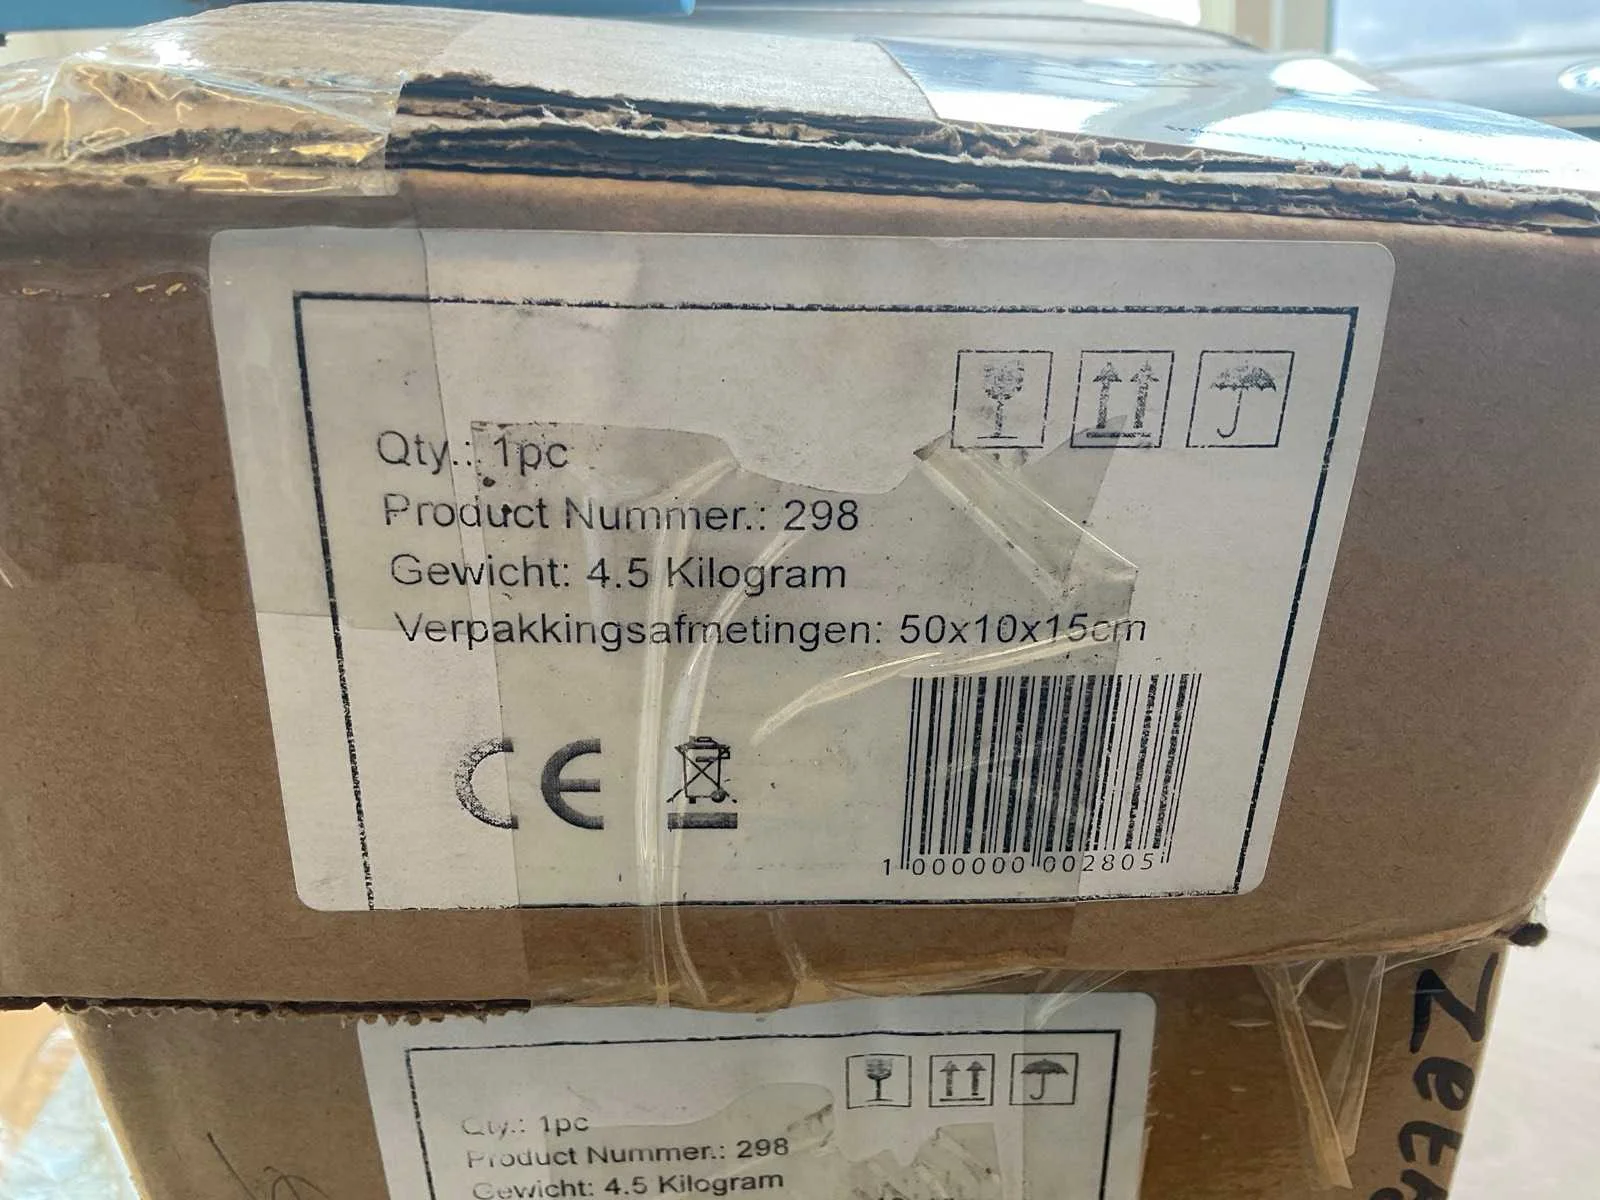 Qty.: 1pc
Product Nummer.: 298
Gewicht: 4.5 Kilogram
Verpakkingsafmetingen: 50x10x15cm
CE
1 000000 002805
Qty.: 1pc
Product Nummer.: 298
Gewicht: 4.5 Kilogram